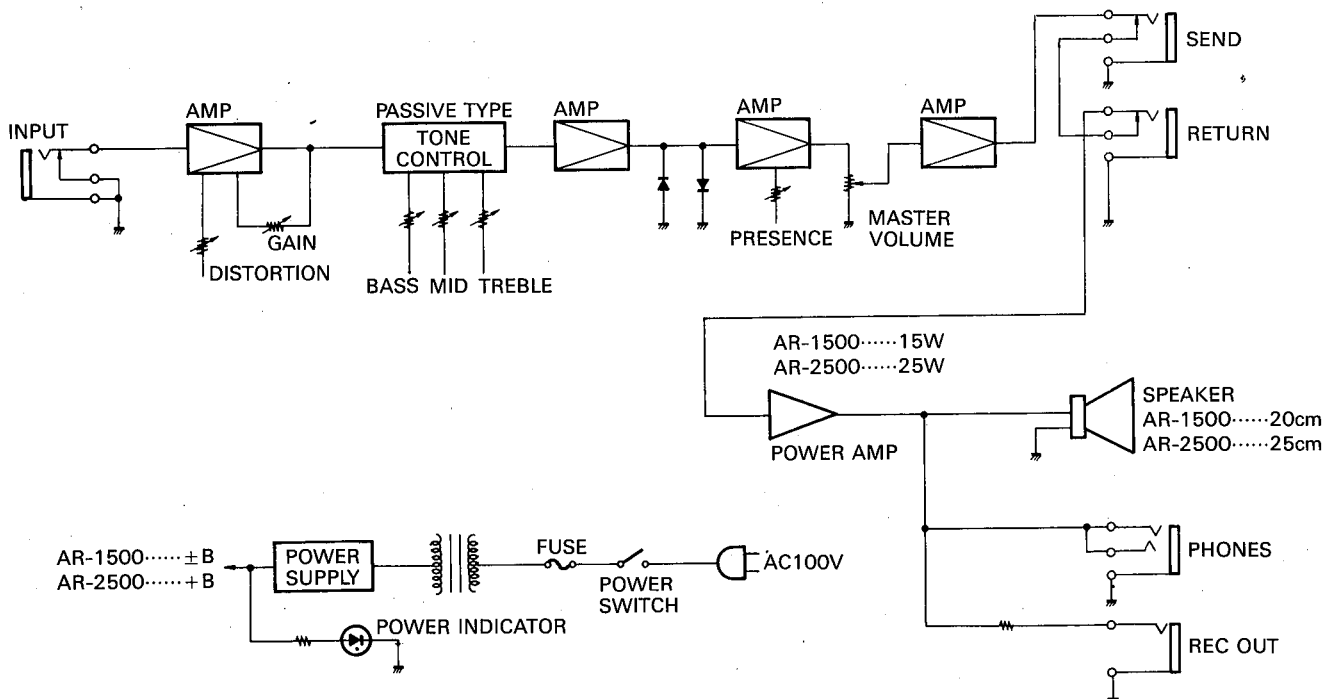 INPUT
AMP
GAIN
DISTORTION
PASSIVE TYPE
TONE
CONTROL
BASS MID TREBLE
AMP
AMP
PRESENCE
MASTER
VOLUME
AMP
SEND
RETURN
AR-1500······15W
AR-2500······25W
POWER AMP
SPEAKER
AR-1500······20cm
AR-2500······25cm
PHONES
REC OUT
AR-1500······±B
AR-2500······+B
POWER
SUPPLY
FUSE
POWER
SWITCH
AC100V
POWER INDICATOR